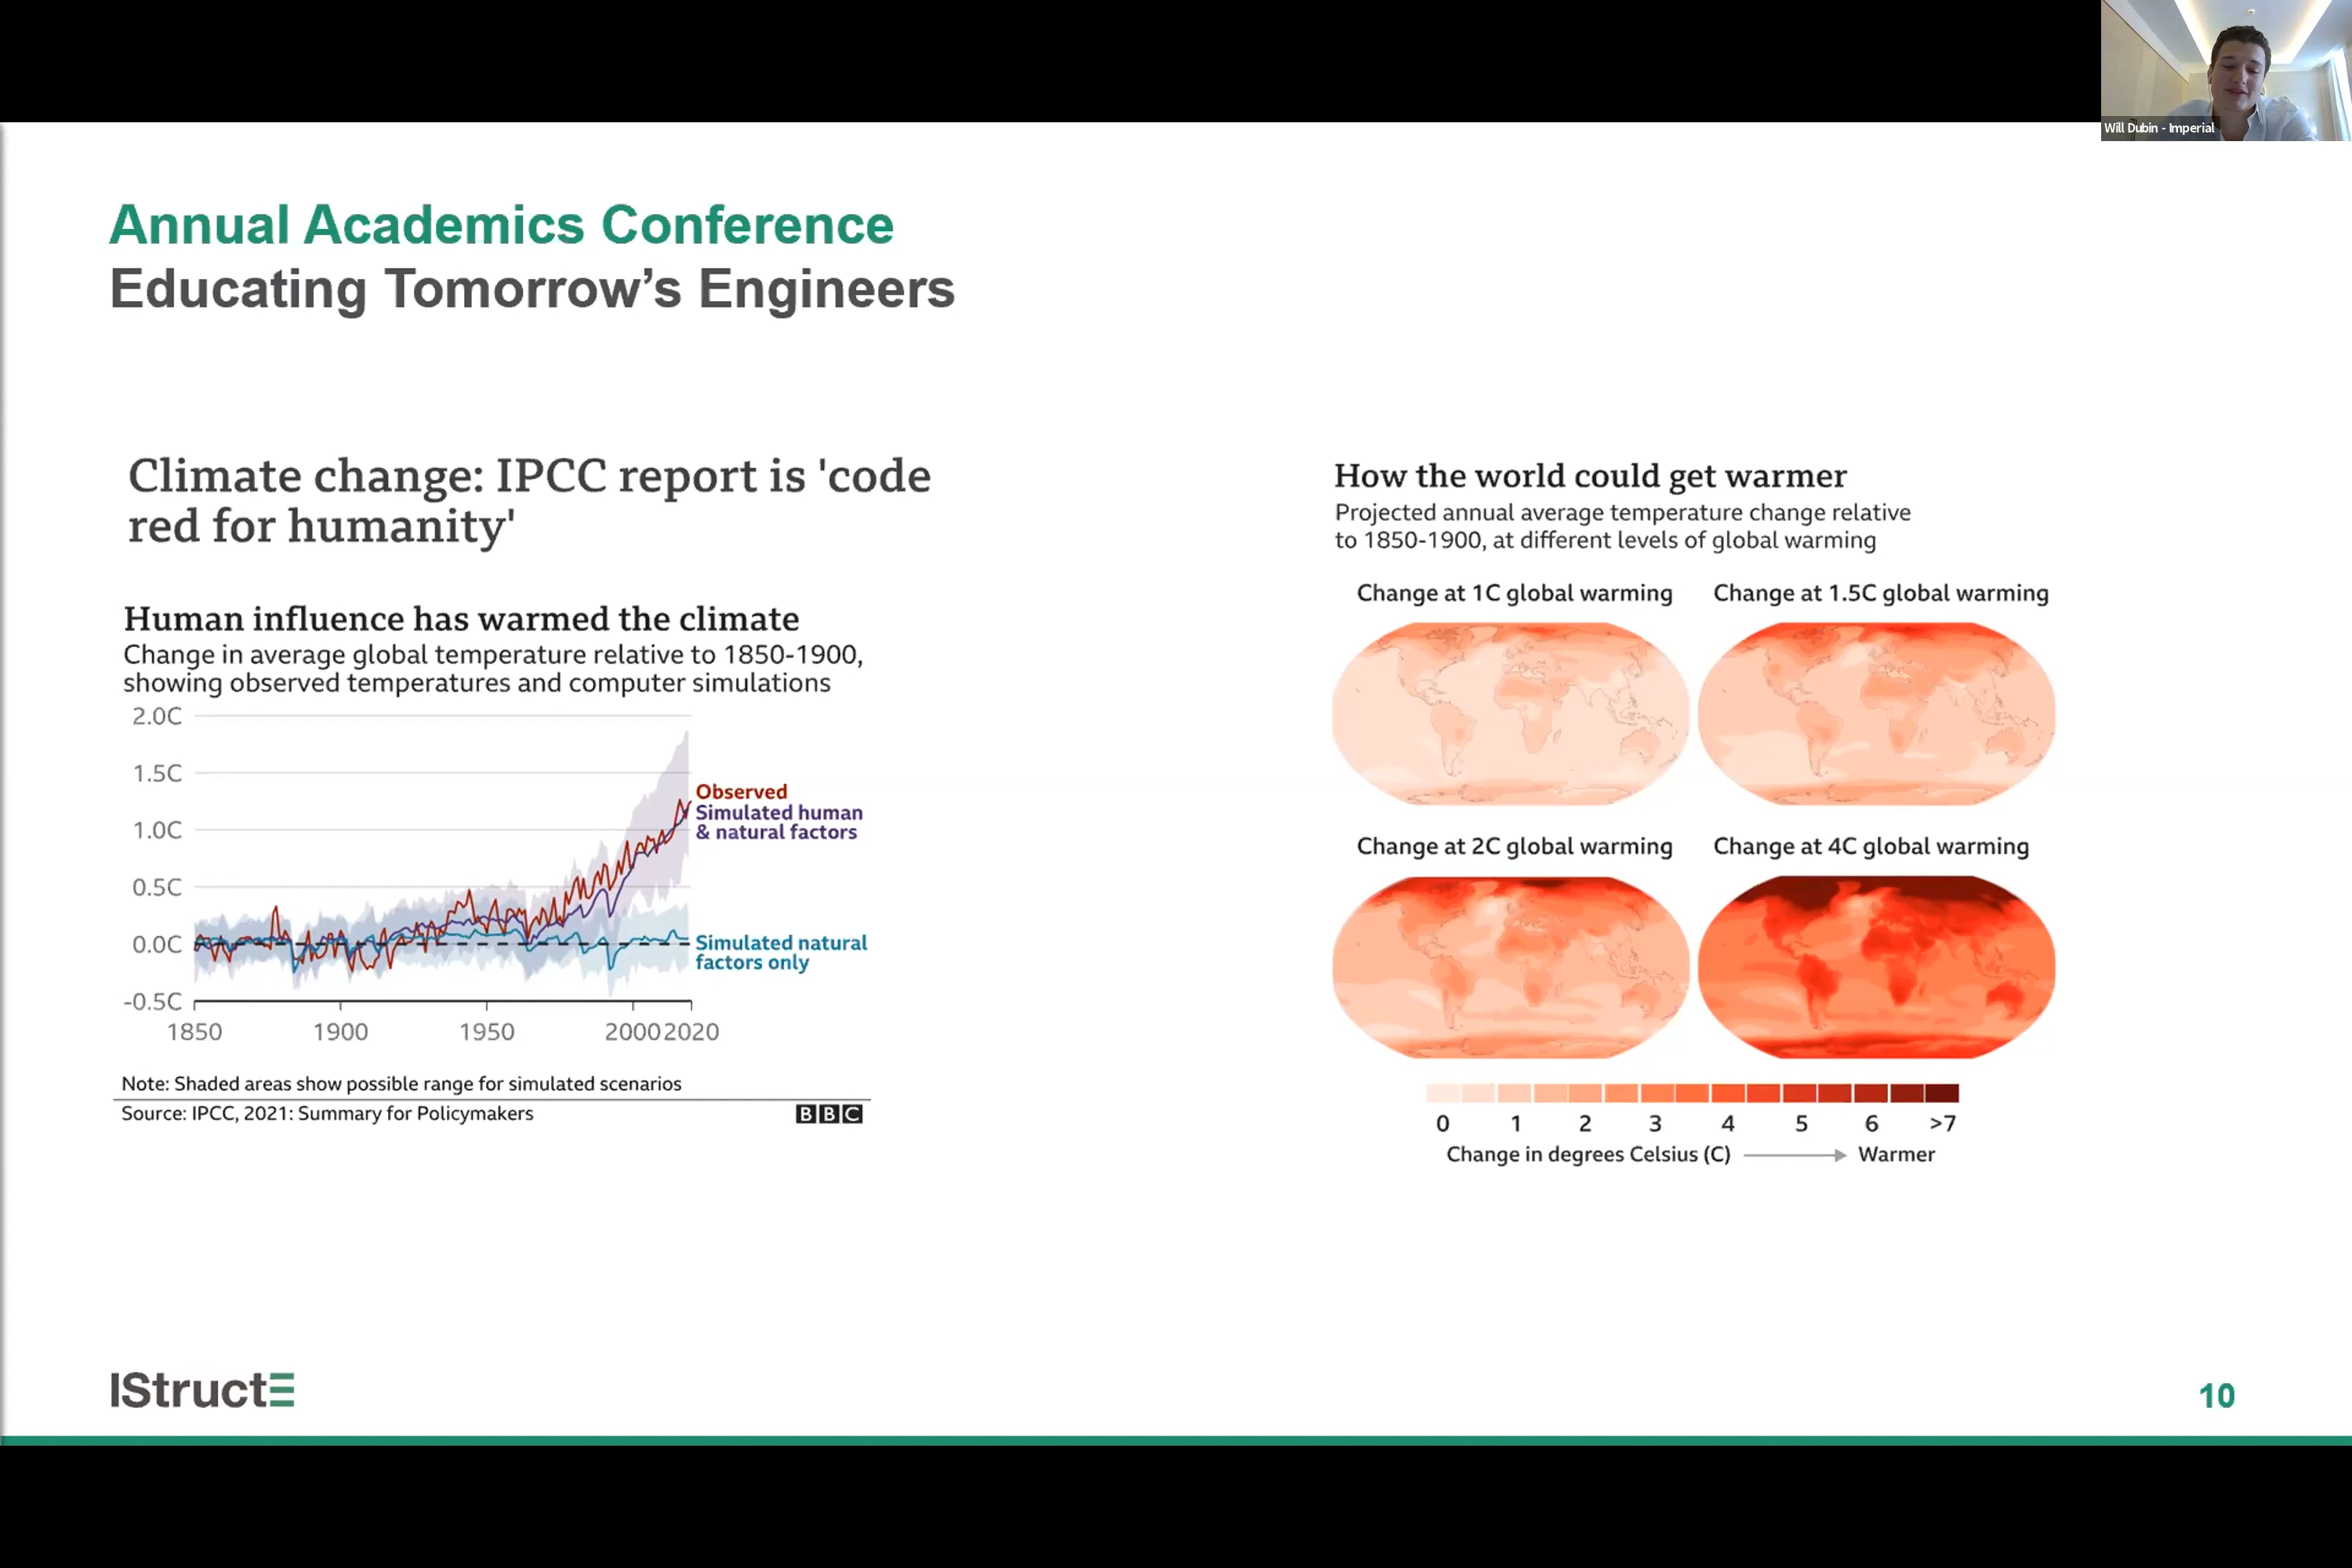 Will Dubin - Imperial
Annual Academics Conference
Educating Tomorrow’s Engineers
Climate change: IPCC report is 'code
red for humanity'
Human influence has warmed the climate
Change in average global temperature relative to 1850-1900,
showing observed temperatures and computer simulations
2.0C
1.5C
1.0C
0.5C
0.0C
-0.5C
Observed
Simulated human
& natural factors
Simulated natural
factors only
1850 1900 1950 2000 2020
Note: Shaded areas show possible range for simulated scenarios
Source: IPCC, 2021: Summary for Policymakers
BBC
How the world could get warmer
Projected annual average temperature change relative
to 1850-1900, at different levels of global warming
Change at 1C global warming
Change at 1.5C global warming
Change at 2C global warming
Change at 4C global warming
0 1 2 3 4 5 6 >7
Change in degrees Celsius (C) Warmer
IStructE
10